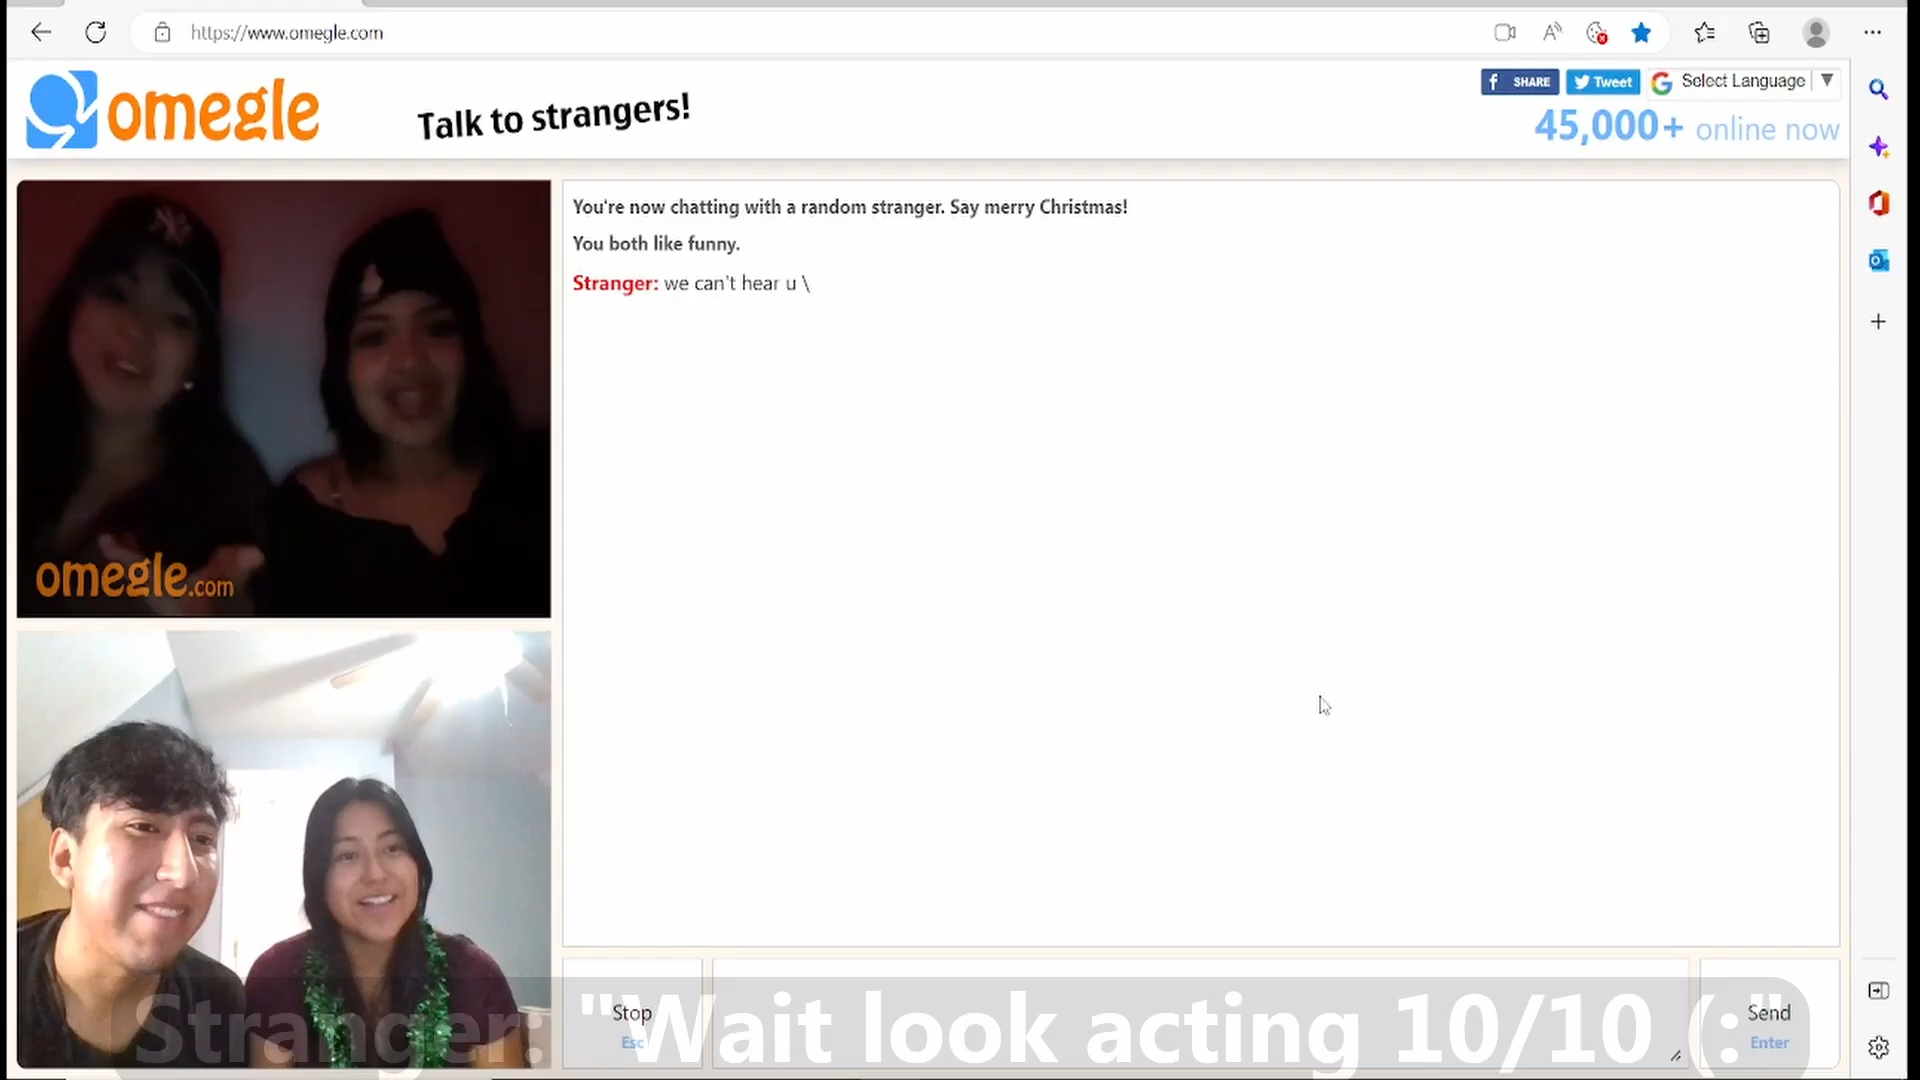 https://www.omegle.com
omegle
Talk to strangers!
f SHARE
Tweet
G Select Language
45,000+ online now
NY
You're now chatting with a random stranger. Say merry Christmas!
You both like funny.
Stranger: we can't hear u \
omegle.com
Stop
Esc
Send
Enter
Stranger: "Wait look acting 10/10 (:"